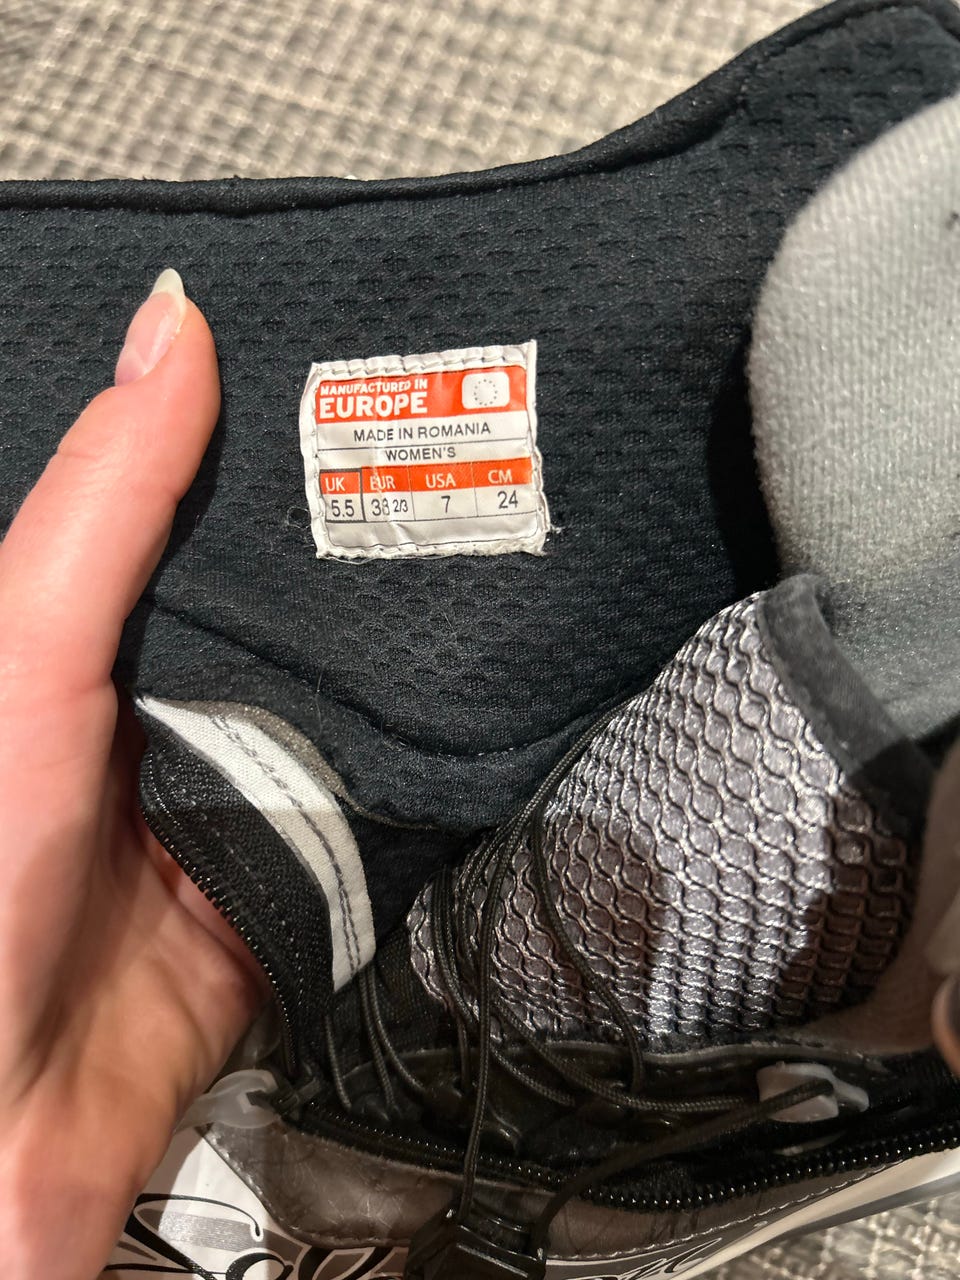 MANUFACTURED IN
EUROPE
MADE IN ROMANIA
WOMEN'S
UK EUR USA CM
5.5 38 2/3 7 24